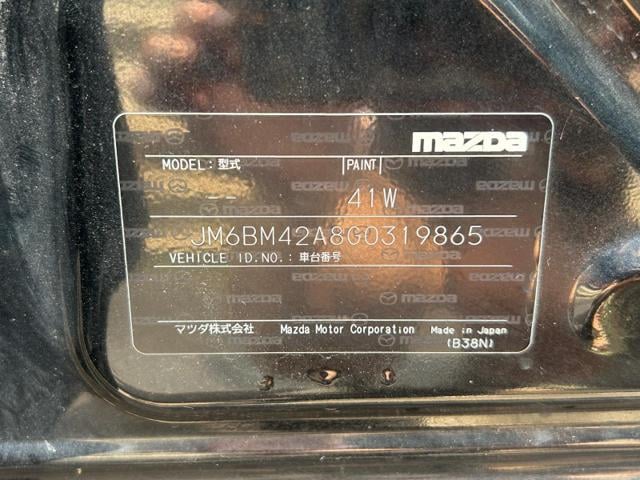 mazda
MODEL: 型式 PAINT
-- 41W
JM6BM42A8G0319865
VEHICLE ID.NO.: 車台番号
マツダ株式会社 Mazda Motor Corporation Made in Japan
(B38N)